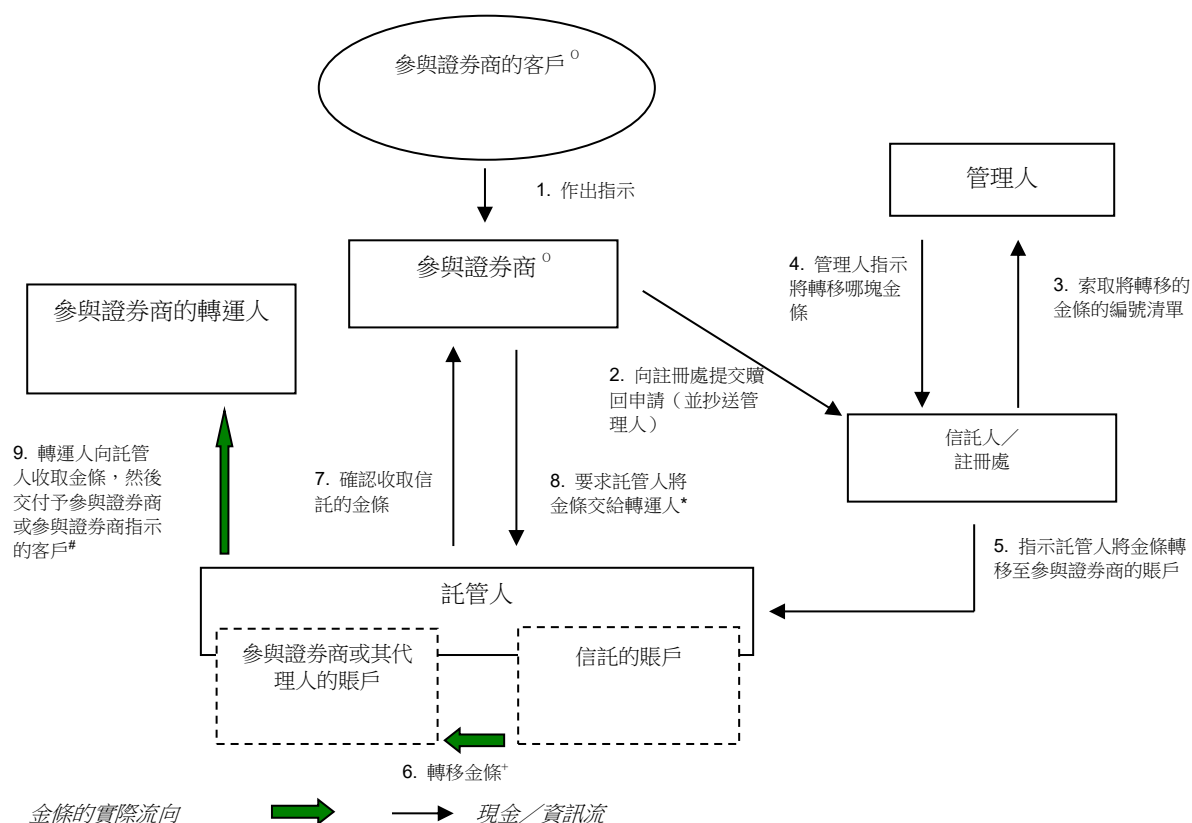 參與證券商的客戶 ⁰
1. 作出指示
管理人
參與證券商 ⁰
4. 管理人指示
將轉移哪塊金
條
3. 索取將轉移的
金條的編號清單
參與證券商的轉運人
2. 向註冊處提交贖
回申請（並抄送管
理人）
信託人／
註冊處
9. 轉運人向託管
人收取金條，然後
交付予參與證券商
或參與證券商指示
的客戶#
7. 確認收取信
託的金條
8. 要求託管人將
金條交給轉運人*
5. 指示託管人將金條轉
移至參與證券商的賬戶
託管人
參與證券商或其代
理人的賬戶
信託的賬戶
6. 轉移金條⁺
金條的實際流向
現金／資訊流